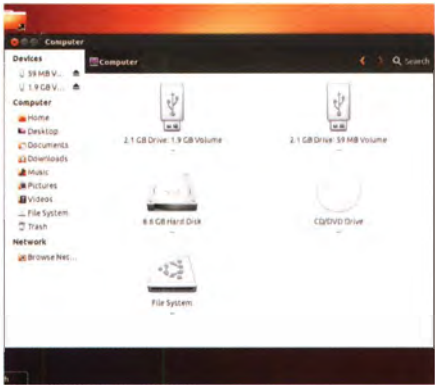 Computer
Devices
59 MB V...
1.9 GB V...
Computer
Home
Desktop
Documents
Downloads
Music
Pictures
Videos
File System
Trash
Network
Browse Net...
Computer
Search
2.1 GB Drive: 1.9 GB Volume
2.1 GB Drive: 59 MB Volume
8.6 GB Hard Disk
CD/DVD Drive
File System